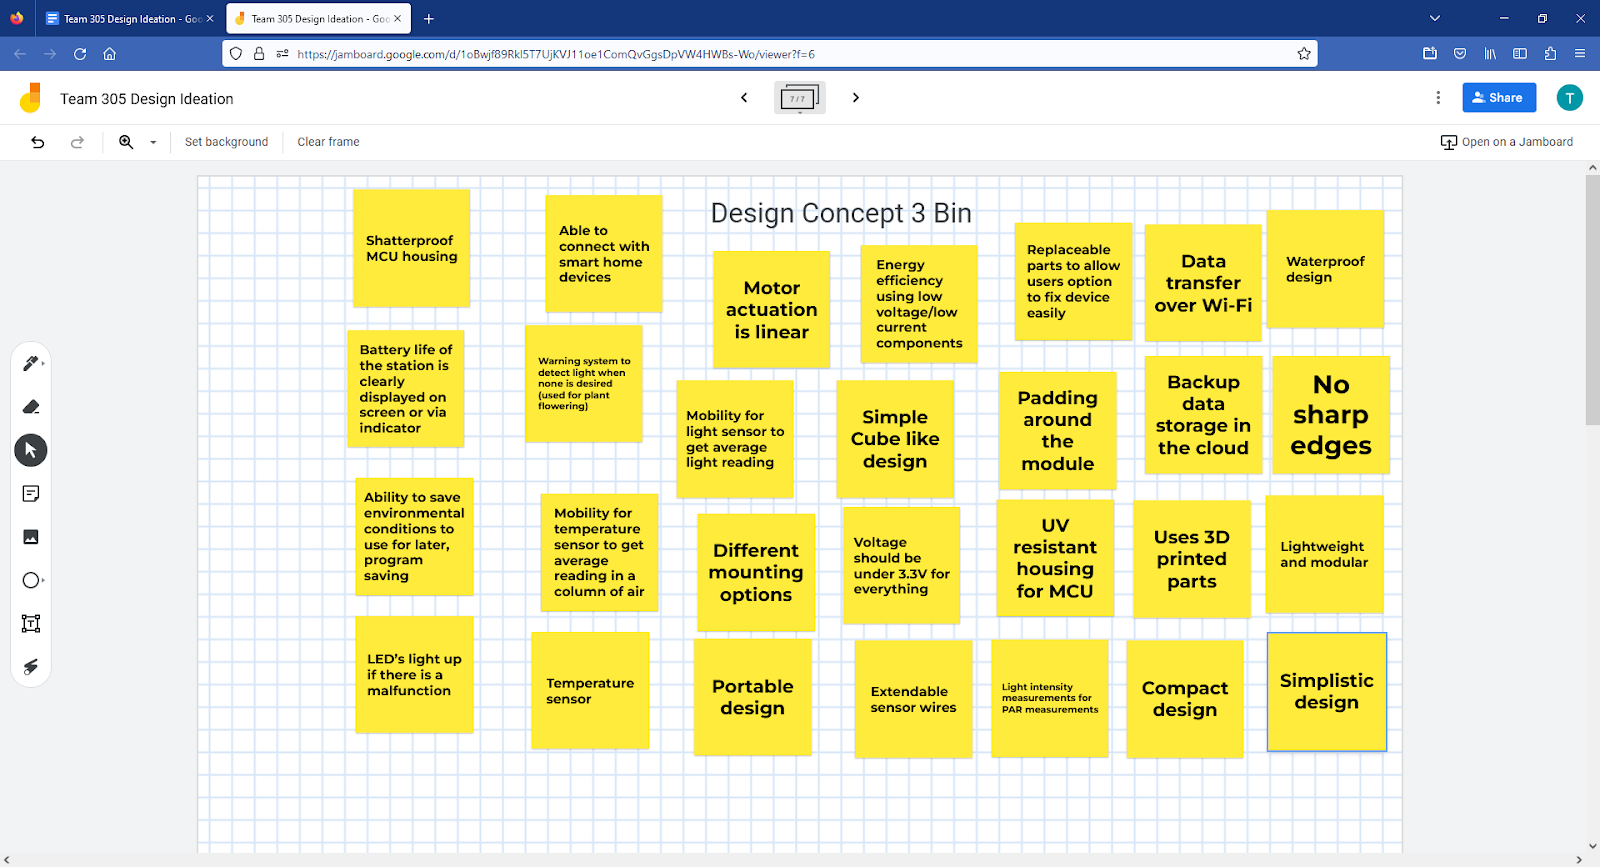 Team 305 Design Ideation - Goo
Team 305 Design Ideation - Goo
https://jamboard.google.com/d/1oBwjf89RkI5T7UjKVJ11oe1ComQvGgsDpVW4HWBs-Wo/viewer?f=6
Team 305 Design Ideation
7 / 7
Share
T
Set background
Clear frame
Open on a Jamboard
Design Concept 3 Bin
Shatterproof
MCU housing
Able to
connect with
smart home
devices
Motor
actuation
is linear
Energy
efficiency
using low
voltage/low
current
components
Replaceable
parts to allow
users option
to fix device
easily
Data
transfer
over Wi-Fi
Waterproof
design
Battery life of
the station is
clearly
displayed on
screen or via
indicator
Warning system to
detect light when
none is desired
(used for plant
flowering)
Mobility for
light sensor to
get average
light reading
Simple
Cube like
design
Padding
around
the
module
Backup
data
storage in
the cloud
No
sharp
edges
Ability to save
environmental
conditions to
use for later,
program
saving
Mobility for
temperature
sensor to get
average
reading in a
column of air
Different
mounting
options
Voltage
should be
under 3.3V for
everything
UV
resistant
housing
for MCU
Uses 3D
printed
parts
Lightweight
and modular
LED's light up
if there is a
malfunction
Temperature
sensor
Portable
design
Extendable
sensor wires
Light intensity
measurements for
PAR measurements
Compact
design
Simplistic
design